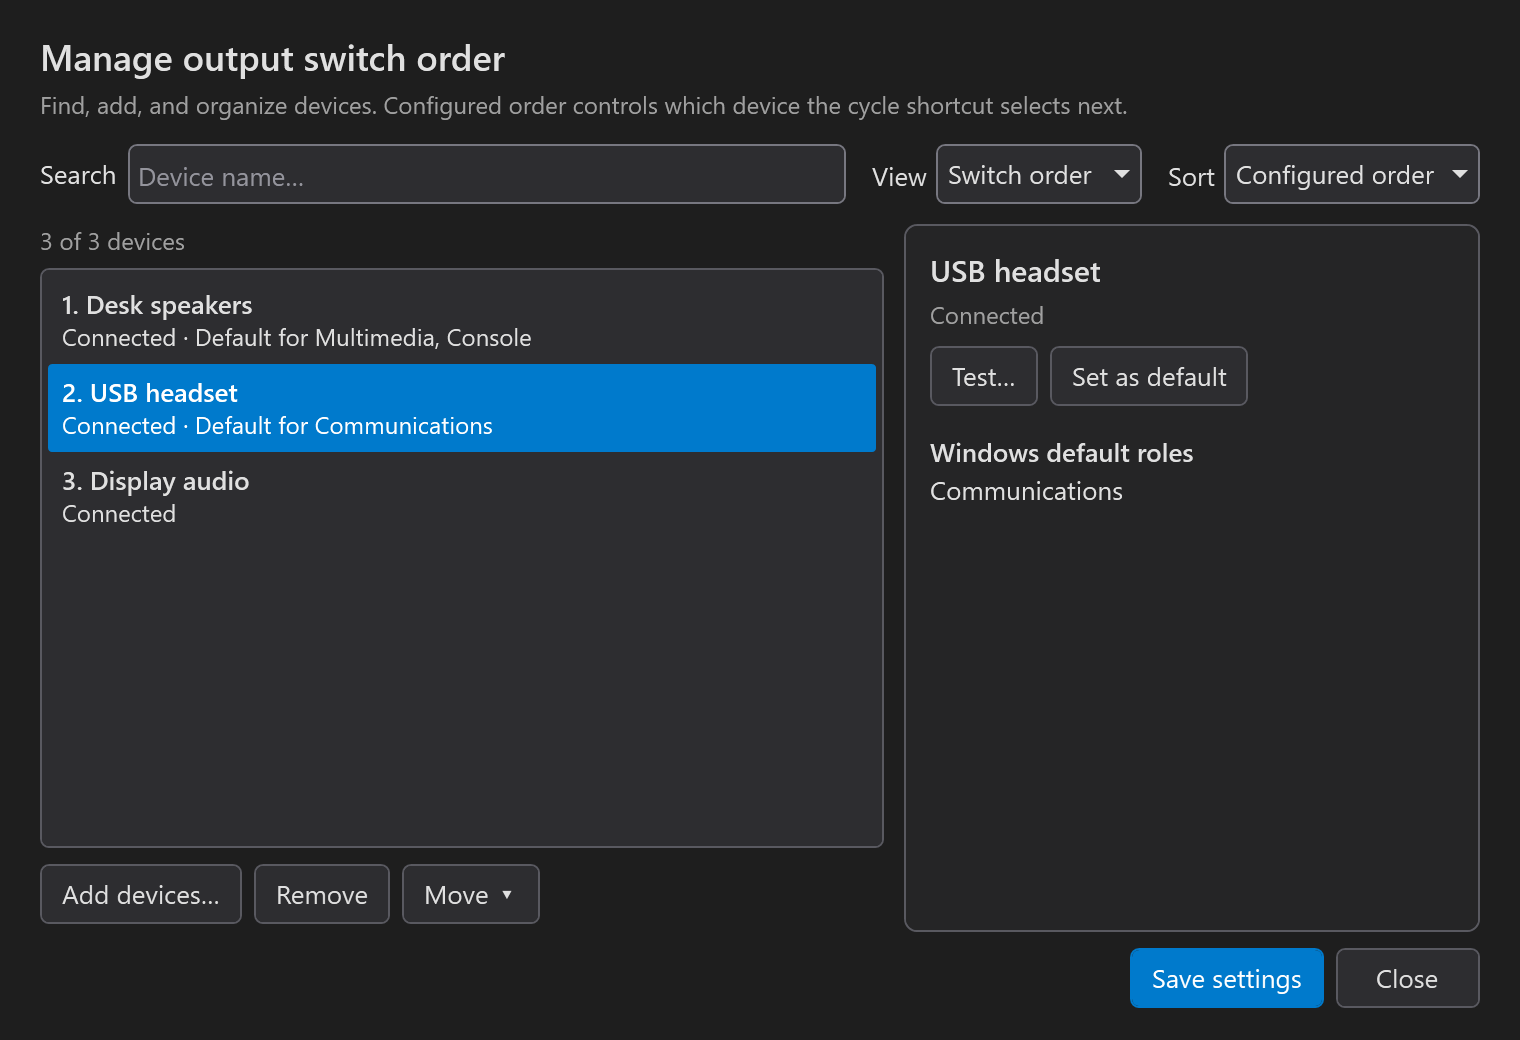 Manage output switch order
Find, add, and organize devices. Configured order controls which device the cycle shortcut selects next.
Search Device name... View Switch order Sort Configured order
3 of 3 devices
1. Desk speakers
Connected · Default for Multimedia, Console
2. USB headset
Connected · Default for Communications
3. Display audio
Connected
Add devices... Remove Move
USB headset
Connected
Test... Set as default
Windows default roles
Communications
Save settings Close